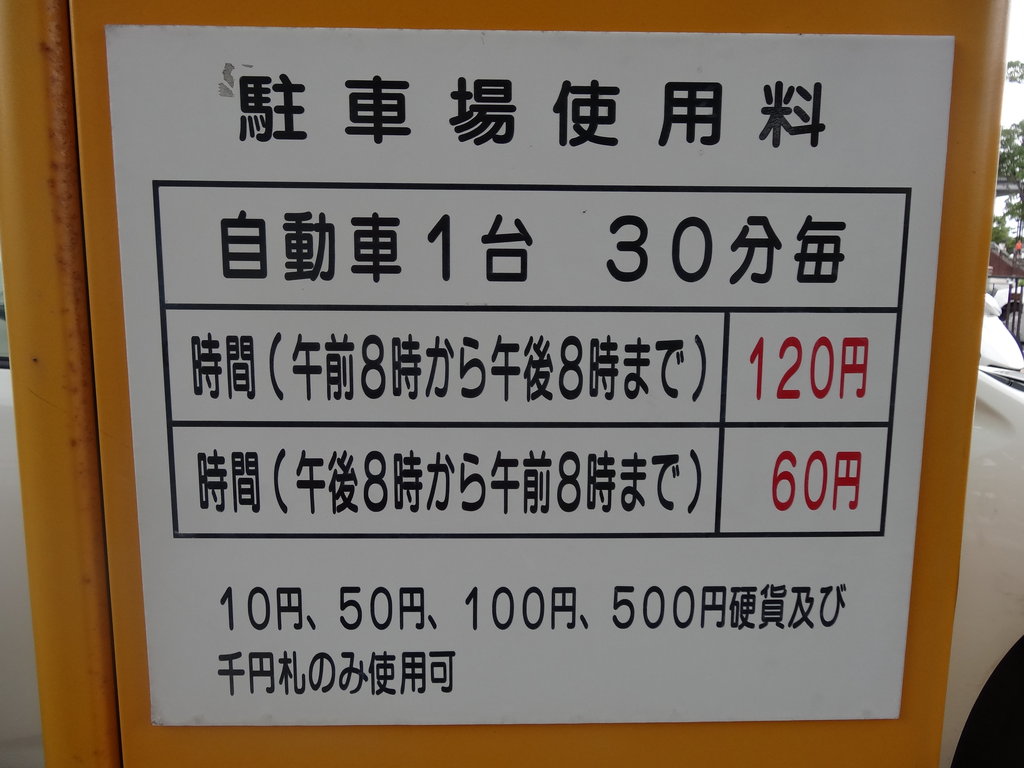 駐車場使用料
自動車1台　30分毎
時間(午前8時から午後8時まで) 120円
時間(午後8時から午前8時まで) 60円
10円、50円、100円、500円硬貨及び
千円札のみ使用可